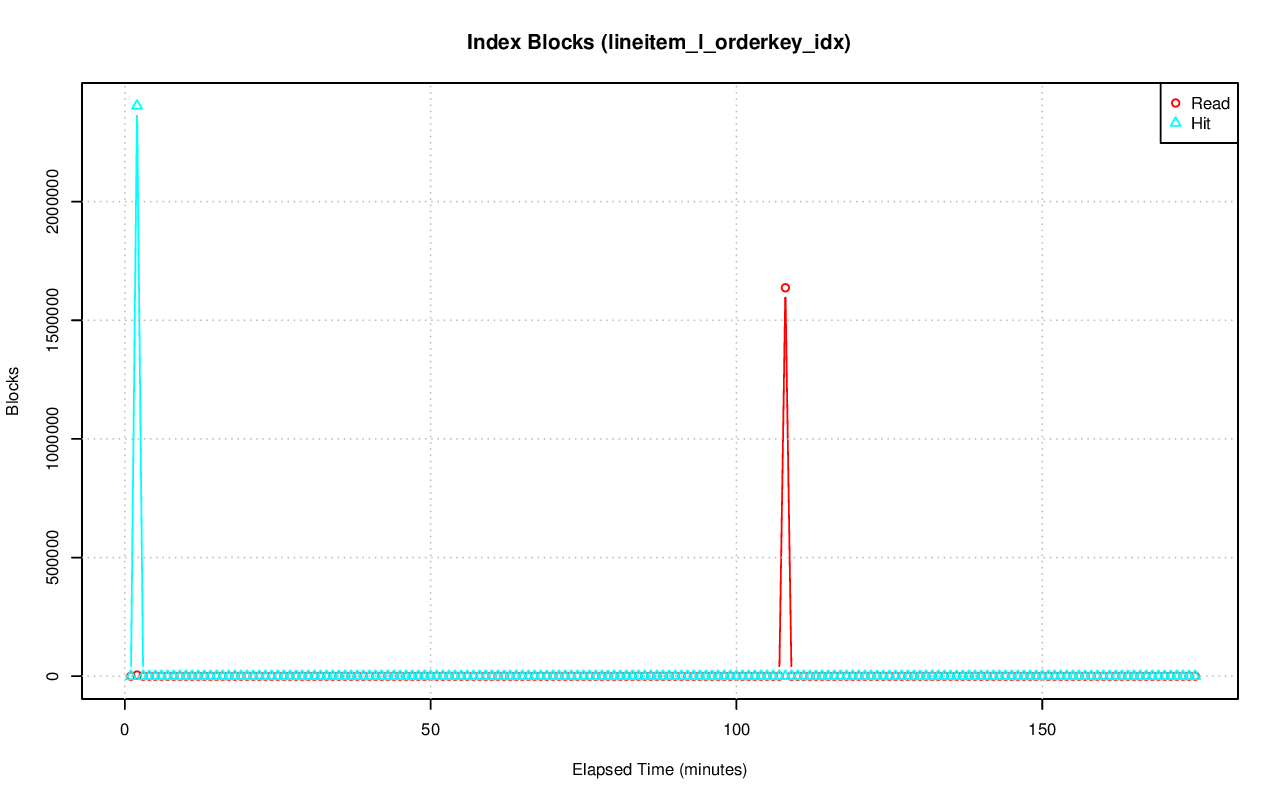 Index Blocks (lineitem_l_orderkey_idx)
Read
Hit
Blocks
2000000
1500000
1000000
500000
0
0 50 100 150
Elapsed Time (minutes)